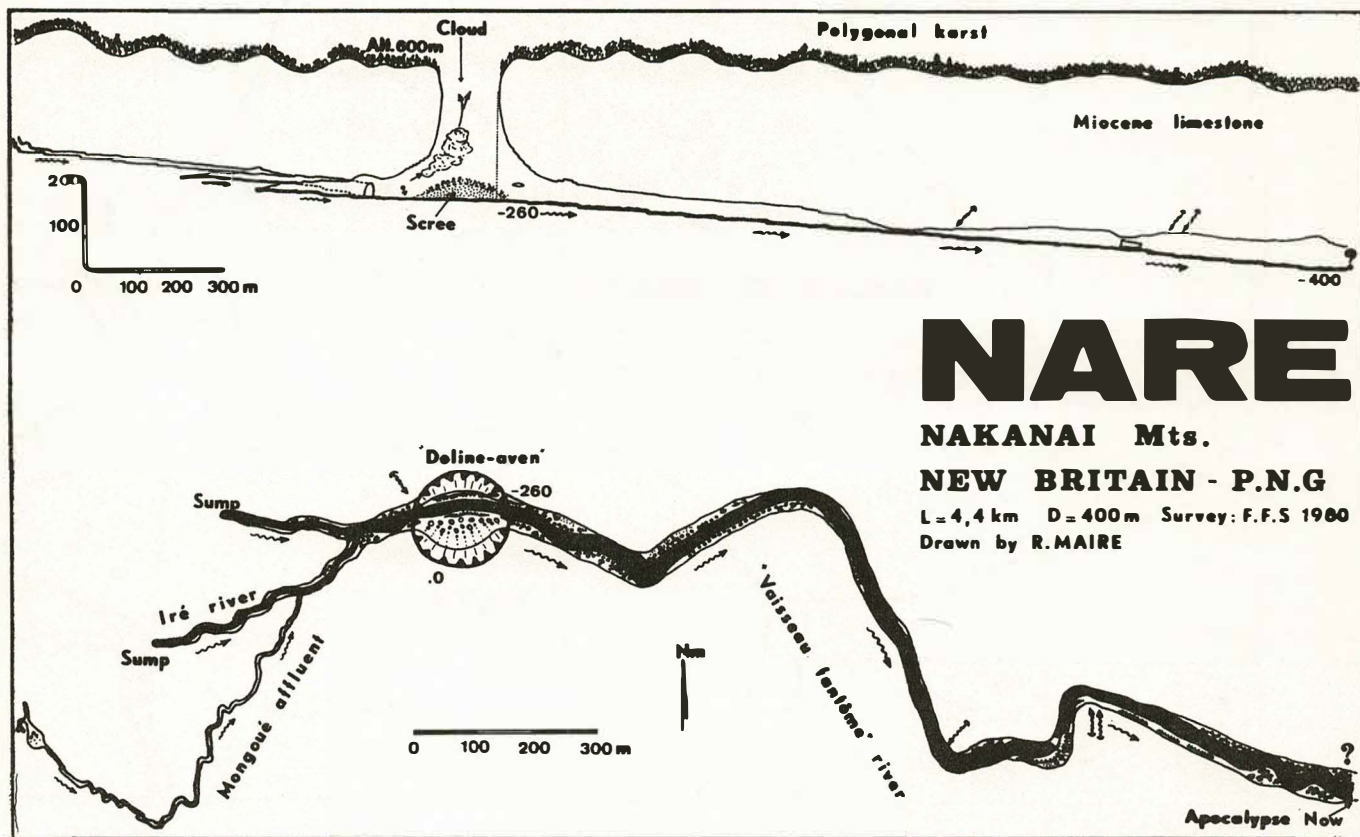 Cloud
Polygonal karst
Alt. 600m
Miocene limestone
200
100
0 100 200 300 m
Scree
-260
-400
NARE
NAKANAI Mts.
NEW BRITAIN - P.N.G
L = 4,4 km D = 400 m Survey: F.F.S 1980
Drawn by R. MAIRE
'Doline-aven'
-260
Sump
.0
Iré river
Sump
Mongoué affluent
Nm
0 100 200 300 m
'Vaisseau fantôme' river
?
Apocalypse Now